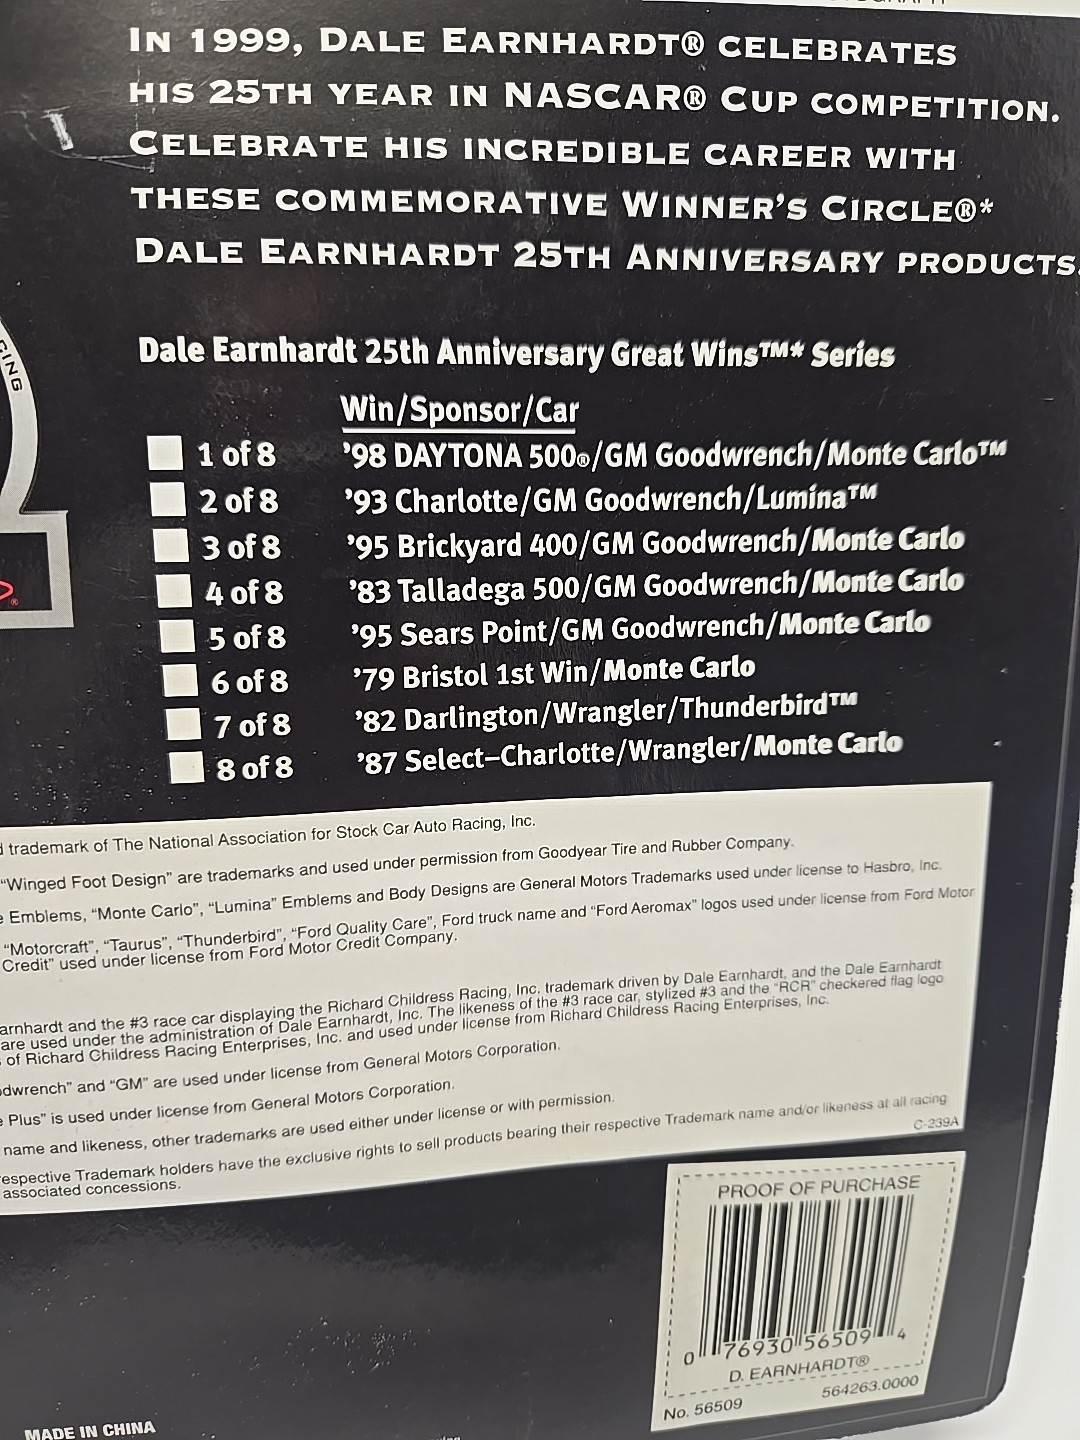 IN 1999, DALE EARNHARDT® CELEBRATES
HIS 25TH YEAR IN NASCAR® CUP COMPETITION.
CELEBRATE HIS INCREDIBLE CAREER WITH
THESE COMMEMORATIVE WINNER'S CIRCLE®*
DALE EARNHARDT 25TH ANNIVERSARY PRODUCTS.
Dale Earnhardt 25th Anniversary Great Wins™* Series
Win/Sponsor/Car
1 of 8 '98 DAYTONA 500®/GM Goodwrench/Monte Carlo™
2 of 8 '93 Charlotte/GM Goodwrench/Lumina™
3 of 8 '95 Brickyard 400/GM Goodwrench/Monte Carlo
4 of 8 '83 Talladega 500/GM Goodwrench/Monte Carlo
5 of 8 '95 Sears Point/GM Goodwrench/Monte Carlo
6 of 8 '79 Bristol 1st Win/Monte Carlo
7 of 8 '82 Darlington/Wrangler/Thunderbird™
8 of 8 '87 Select–Charlotte/Wrangler/Monte Carlo
trademark of The National Association for Stock Car Auto Racing, Inc.
"Winged Foot Design" are trademarks and used under permission from Goodyear Tire and Rubber Company.
Emblems, "Monte Carlo", "Lumina" Emblems and Body Designs are General Motors Trademarks used under license to Hasbro, Inc.
"Motorcraft", "Taurus", "Thunderbird", "Ford Quality Care", Ford truck name and "Ford Aeromax" logos used under license from Ford Motor
Credit" used under license from Ford Motor Credit Company.
arnhardt and the #3 race car displaying the Richard Childress Racing, Inc. trademark driven by Dale Earnhardt, and the Dale Earnhardt
are used under the administration of Dale Earnhardt, Inc. The likeness of the #3 race car, stylized #3 and the "RCR" checkered flag logo
of Richard Childress Racing Enterprises, Inc. and used under license from Richard Childress Racing Enterprises, Inc.
odwrench" and "GM" are used under license from General Motors Corporation.
Plus" is used under license from General Motors Corporation.
name and likeness, other trademarks are used either under license or with permission.
espective Trademark holders have the exclusive rights to sell products bearing their respective Trademark name and/or likeness at all racing
associated concessions.
C-239A
PROOF OF PURCHASE
0 76930 56509 4
D. EARNHARDT®
564263.0000
No. 56509
MADE IN CHINA